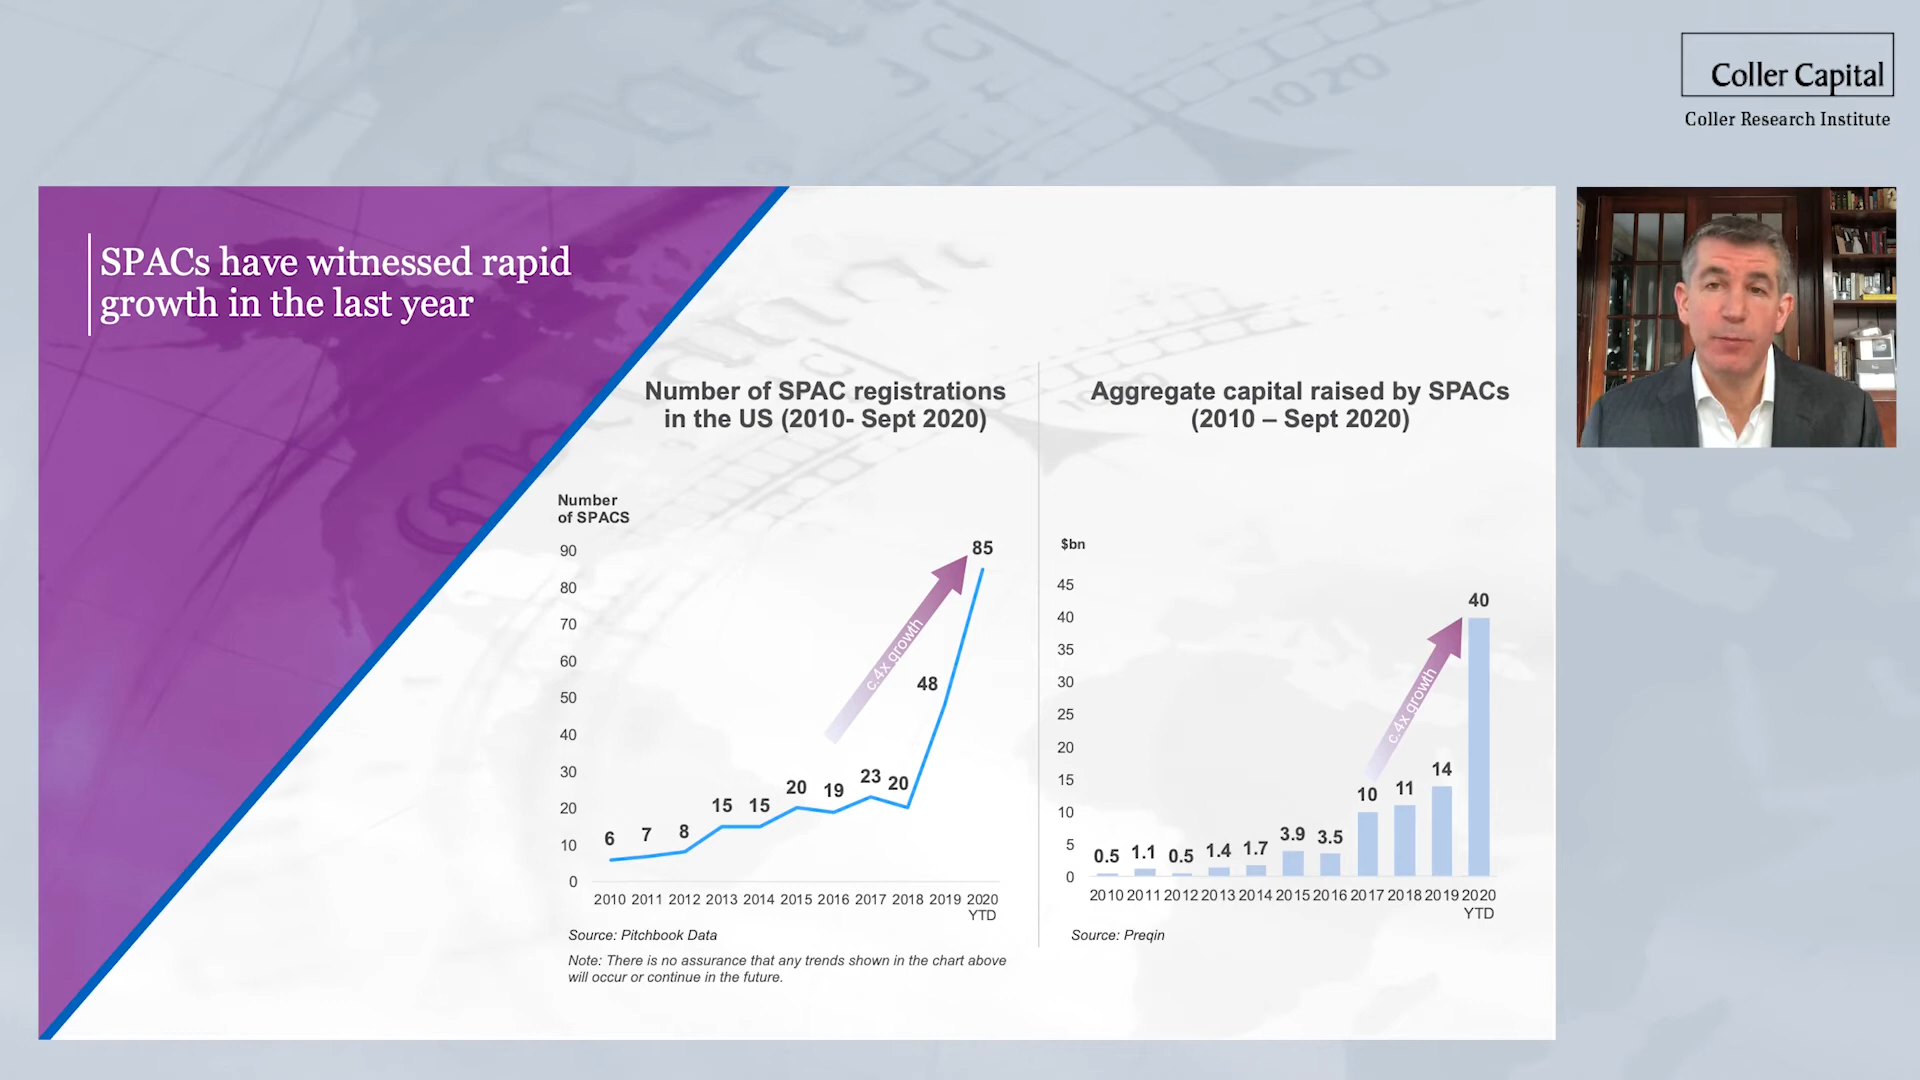 Coller Capital
Coller Research Institute
SPACs have witnessed rapid
growth in the last year
Number of SPAC registrations
in the US (2010- Sept 2020)
Number
of SPACS
90
80
70
60
50
40
30
20
10
0
6
7
8
15
15
20
19
23
20
48
85
c.4x growth
2010 2011 2012 2013 2014 2015 2016 2017 2018 2019 2020
YTD
Source: Pitchbook Data
Note: There is no assurance that any trends shown in the chart above
will occur or continue in the future.
Aggregate capital raised by SPACs
(2010 – Sept 2020)
$bn
45
40
35
30
25
20
15
10
5
0
0.5
1.1
0.5
1.4
1.7
3.9
3.5
10
11
14
40
c.4x growth
2010 2011 2012 2013 2014 2015 2016 2017 2018 2019 2020
YTD
Source: Preqin
1020